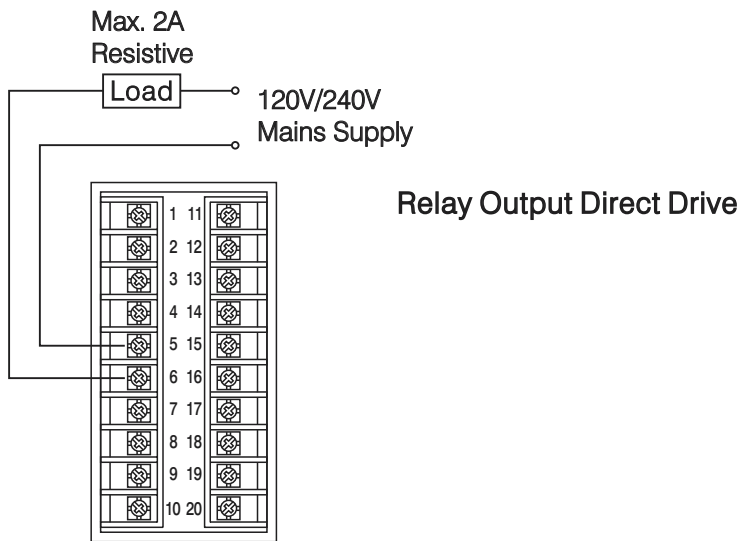 Max. 2A
Resistive
Load
120V/240V
Mains Supply
Relay Output Direct Drive
1 11
2 12
3 13
4 14
5 15
6 16
7 17
8 18
9 19
10 20